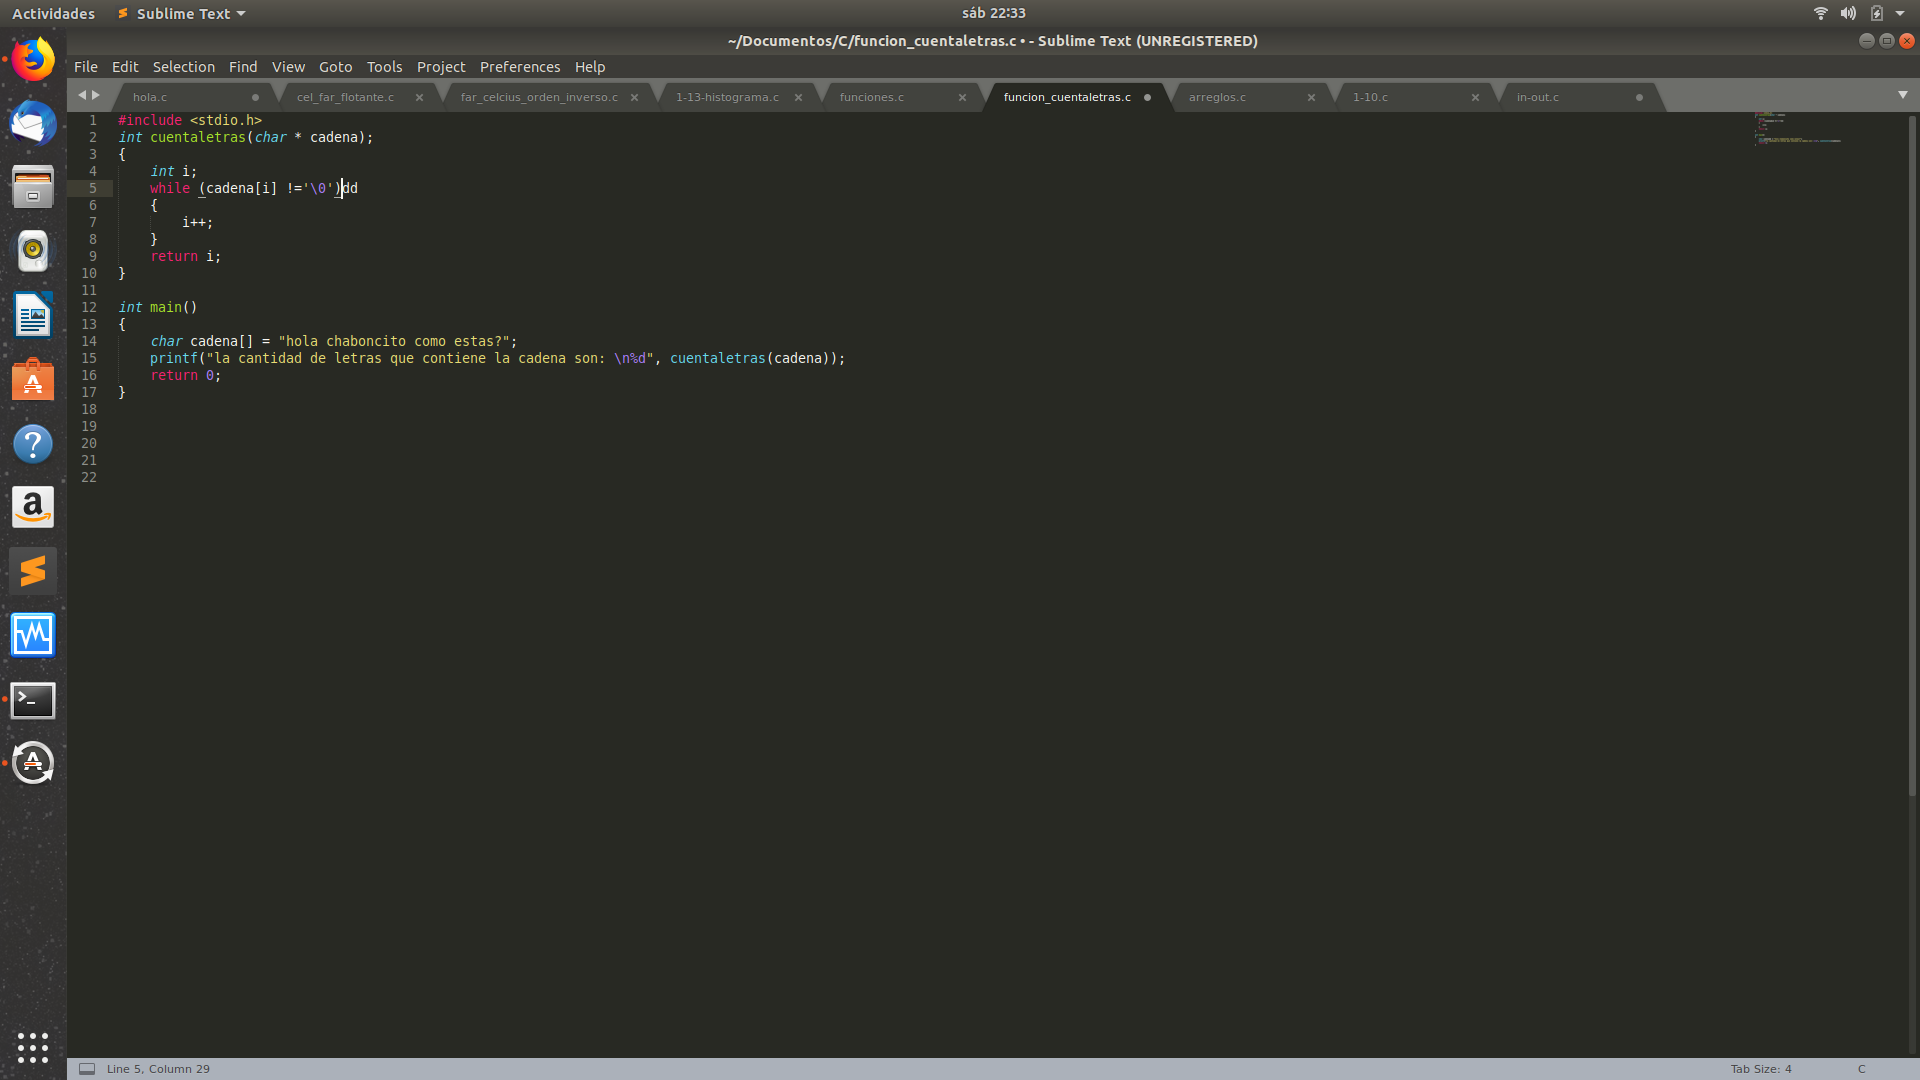 Actividades Sublime Text sáb 22:33
~/Documentos/C/funcion_cuentaletras.c • - Sublime Text (UNREGISTERED)
File Edit Selection Find View Goto Tools Project Preferences Help
hola.c cel_far_flotante.c far_celcius_orden_inverso.c 1-13-histograma.c funciones.c funcion_cuentaletras.c arreglos.c 1-10.c in-out.c
1 #include <stdio.h>
2 int cuentaletras(char * cadena);
3 {
4     int i;
5     while (cadena[i] !='\0')dd
6     {
7         i++;
8     }
9     return i;
10 }
11
12 int main()
13 {
14     char cadena[] = "hola chaboncito como estas?";
15     printf("la cantidad de letras que contiene la cadena son: \n%d", cuentaletras(cadena));
16     return 0;
17 }
18
19
20
21
22
Line 5, Column 29 Tab Size: 4 C